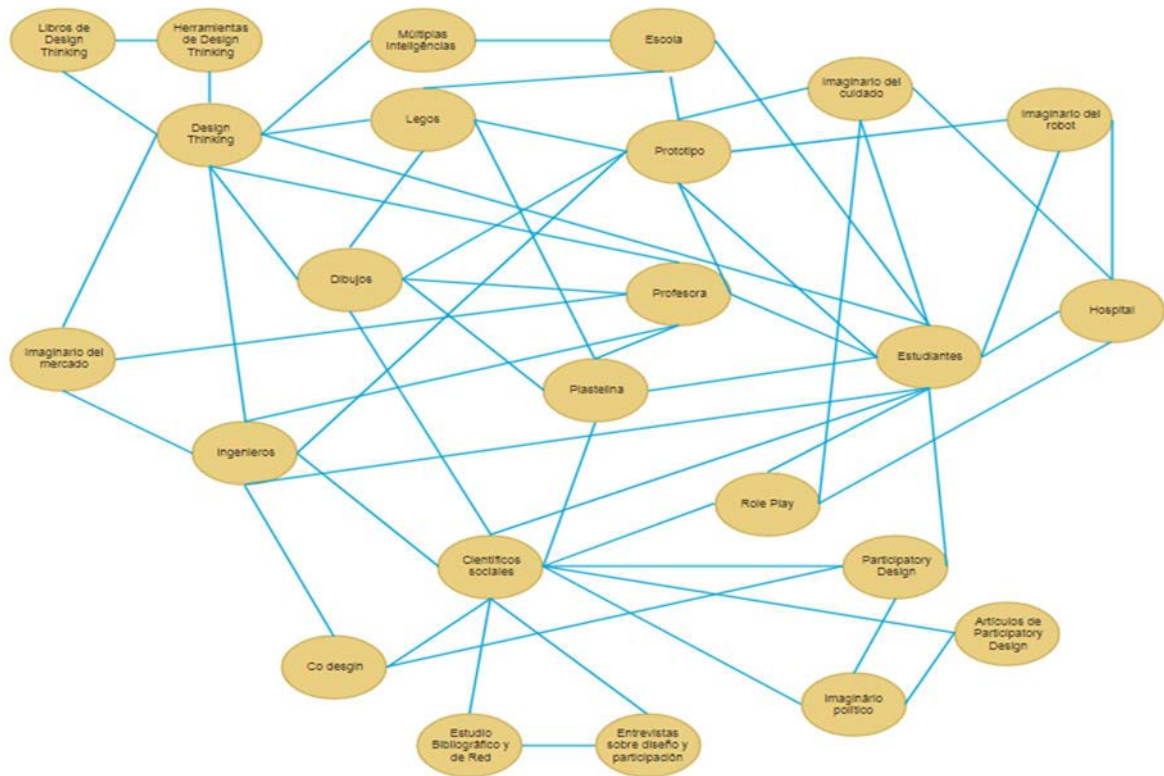 Libros de
Design
Thinking
Herramientas
de Design
Thinking
Múltiplas
Inteligências
Escola
Imaginario del
cuidado
Imaginario del
robot
Design
Thinking
Legos
Prototipo
Dibujos
Profesora
Hospital
Imaginario del
mercado
Estudiantes
Plastelina
Ingenieros
Role Play
Científicos
sociales
Participatory
Design
Artículos de
Participatory
Design
Co desgin
Imaginário
político
Estudio
Bibliográfico y
de Red
Entrevistas
sobre diseño y
participación